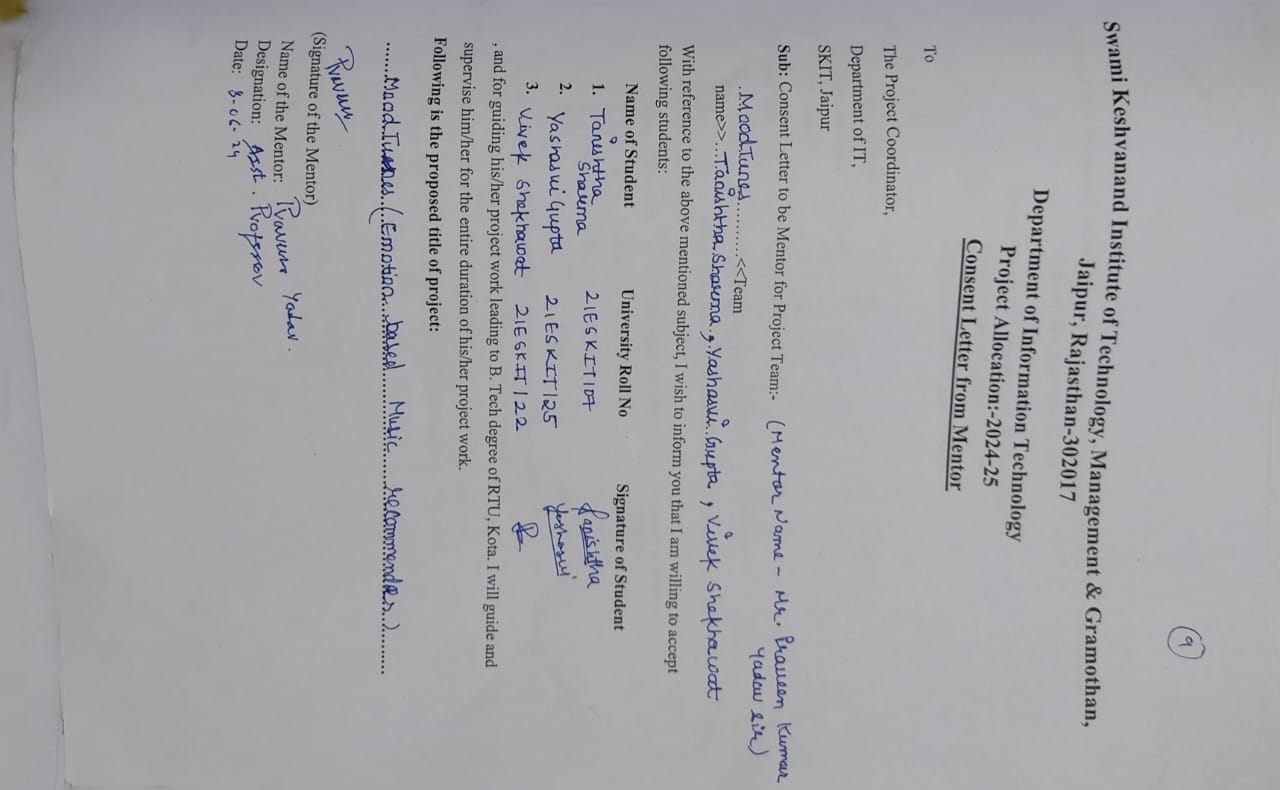 9
Swami Keshvanand Institute of Technology, Management & Gramothan,
Jaipur, Rajasthan-302017
Department of Information Technology
Project Allocation:-2024-25
Consent Letter from Mentor
To
The Project Coordinator,
Department of IT,
SKIT, Jaipur
Sub: Consent Letter to be Mentor for Project Team:- (Mentor Name - Mr. Praveen Kumar
Yadav Sir)
.MoodTunes..........<<Team
name>>...Tanishtha Sharma, Yashasvi Gupta, Vivek Shekhawat
With reference to the above mentioned subject, I wish to inform you that I am willing to accept
following students:
Name of Student University Roll No Signature of Student
1. Tanishtha Sharma 21ESKIT107 Tanishtha
2. Yashasvi Gupta 21ESKIT125 Yashasvi
3. Vivek Shekhawat 21ESKIT122
, and for guiding his/her project work leading to B. Tech degree of RTU, Kota. I will guide and
supervise him/her for the entire duration of his/her project work.
Following is the proposed title of project:
.......MoodTunes.(.Emotion based Music recommender.)..........
Praveen
(Signature of the Mentor)
Name of the Mentor: Praveen Yadav.
Designation: Asst. Professor
Date: 8-06-24